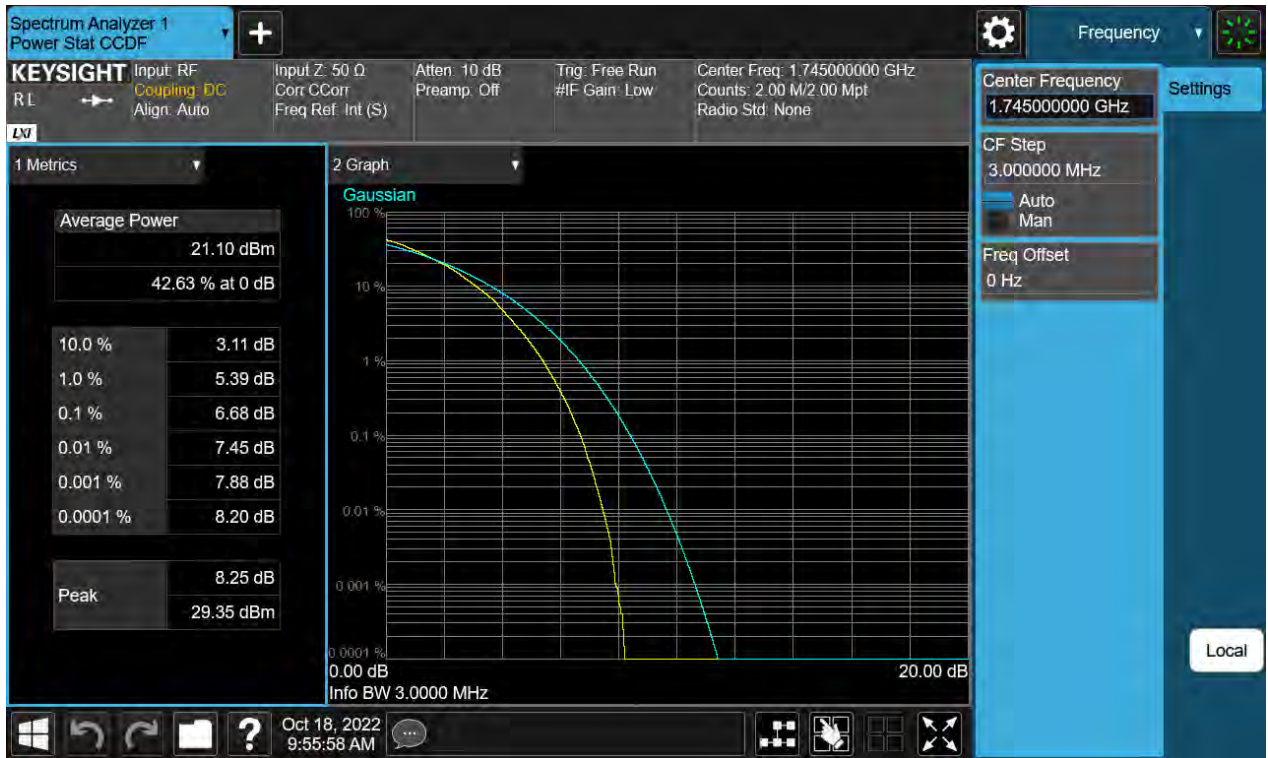 Spectrum Analyzer 1
Power Stat CCDF
Frequency
KEYSIGHT
RL
LXI
Input: RF
Coupling: DC
Align: Auto
Input Z: 50 Ω
Corr CCorr
Freq Ref: Int (S)
Atten: 10 dB
Preamp: Off
Trig: Free Run
#IF Gain: Low
Center Freq: 1.745000000 GHz
Counts: 2.00 M/2.00 Mpt
Radio Std: None
Center Frequency
1.745000000 GHz
Settings
CF Step
3.000000 MHz
Auto
Man
Freq Offset
0 Hz
1 Metrics
Average Power
21.10 dBm
42.63 % at 0 dB
10.0 % 3.11 dB
1.0 % 5.39 dB
0.1 % 6.68 dB
0.01 % 7.45 dB
0.001 % 7.88 dB
0.0001 % 8.20 dB
Peak
8.25 dB
29.35 dBm
2 Graph
Gaussian
100 %
10 %
1 %
0.1 %
0.01 %
0.001 %
0.0001 %
0.00 dB 20.00 dB
Info BW 3.0000 MHz
Local
?
Oct 18, 2022
9:55:58 AM